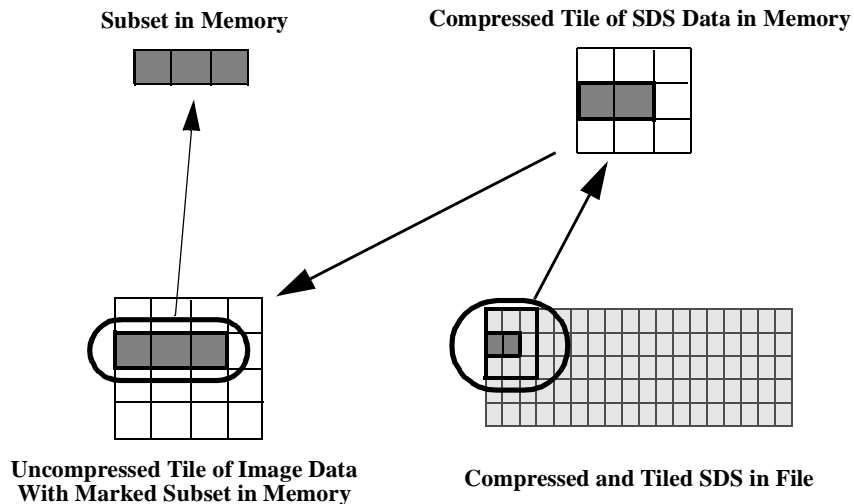 Subset in Memory
Compressed Tile of SDS Data in Memory
Uncompressed Tile of Image Data
With Marked Subset in Memory
Compressed and Tiled SDS in File